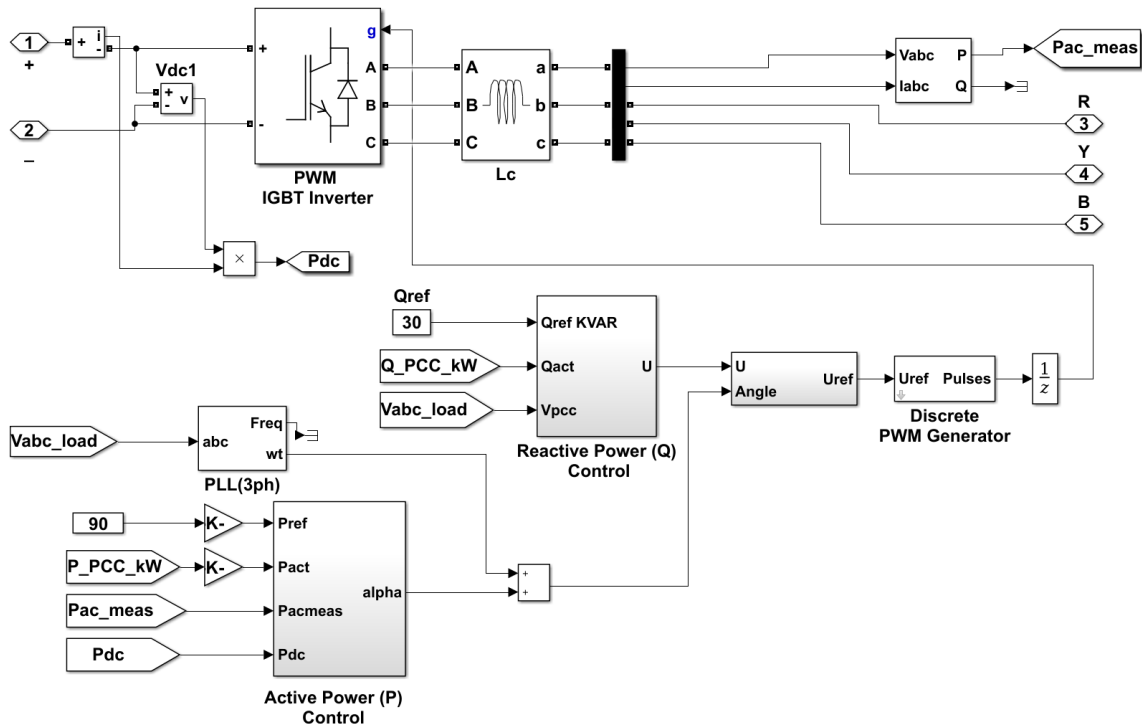 1
+
+
-
i
Vdc1
+
-
v
2
_
+
-
g
A
B
C
PWM
IGBT Inverter
A
B
C
a
b
c
Lc
Vabc
Iabc
P
Q
Pac_meas
R
3
Y
4
B
5
×
Pdc
Qref
30
Q_PCC_kW
Vabc_load
Qref KVAR
Qact
Vpcc
U
Reactive Power (Q)
Control
U
Angle
Uref
Uref
Pulses
Discrete
PWM Generator
1
z
Vabc_load
abc
Freq
wt
PLL(3ph)
90
K-
P_PCC_kW
K-
Pac_meas
Pdc
Pref
Pact
Pacmeas
Pdc
alpha
Active Power (P)
Control
+
+